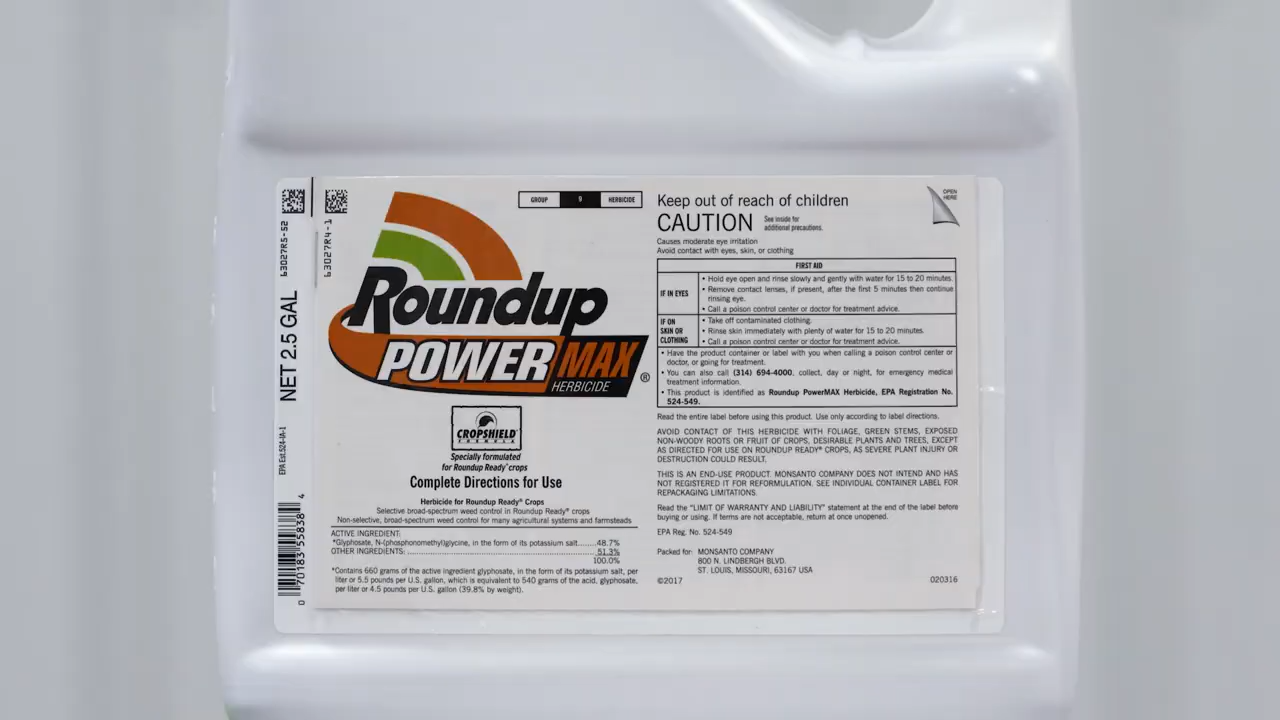 63027R5-52
NET 2.5 GAL
EPA Est.524-IA-1
0 70183 55838 4
63027R4-1
Roundup
POWERMAX
HERBICIDE
®
CROPSHIELD
FORMULA
Specially formulated
for Roundup Ready® crops
Complete Directions for Use
Herbicide for Roundup Ready® Crops
Selective broad-spectrum weed control in Roundup Ready® crops
Non-selective, broad-spectrum weed control for many agricultural systems and farmsteads
ACTIVE INGREDIENT:
*Glyphosate, N-(phosphonomethyl)glycine, in the form of its potassium salt.......48.7%
OTHER INGREDIENTS: ........................................................................51.3%
100.0%
*Contains 660 grams of the active ingredient glyphosate, in the form of its potassium salt, per
liter or 5.5 pounds per U.S. gallon, which is equivalent to 540 grams of the acid, glyphosate,
per liter or 4.5 pounds per U.S. gallon (39.8% by weight).
GROUP 9 HERBICIDE
Keep out of reach of children
CAUTION
See inside for
additional precautions.
OPEN
HERE
Causes moderate eye irritation
Avoid contact with eyes, skin, or clothing
FIRST AID
IF IN EYES
• Hold eye open and rinse slowly and gently with water for 15 to 20 minutes.
• Remove contact lenses, if present, after the first 5 minutes then continue
rinsing eye.
• Call a poison control center or doctor for treatment advice.
IF ON
SKIN OR
CLOTHING
• Take off contaminated clothing.
• Rinse skin immediately with plenty of water for 15 to 20 minutes.
• Call a poison control center or doctor for treatment advice.
• Have the product container or label with you when calling a poison control center or
doctor, or going for treatment.
• You can also call (314) 694-4000, collect, day or night, for emergency medical
treatment information.
• This product is identified as Roundup PowerMAX Herbicide, EPA Registration No.
524-549.
Read the entire label before using this product. Use only according to label directions.
AVOID CONTACT OF THIS HERBICIDE WITH FOLIAGE, GREEN STEMS, EXPOSED
NON-WOODY ROOTS OR FRUIT OF CROPS, DESIRABLE PLANTS AND TREES, EXCEPT
AS DIRECTED FOR USE ON ROUNDUP READY® CROPS, AS SEVERE PLANT INJURY OR
DESTRUCTION COULD RESULT.
THIS IS AN END-USE PRODUCT. MONSANTO COMPANY DOES NOT INTEND AND HAS
NOT REGISTERED IT FOR REFORMULATION. SEE INDIVIDUAL CONTAINER LABEL FOR
REPACKAGING LIMITATIONS.
Read the "LIMIT OF WARRANTY AND LIABILITY" statement at the end of the label before
buying or using. If terms are not acceptable, return at once unopened.
EPA Reg. No. 524-549
Packed for: MONSANTO COMPANY
800 N. LINDBERGH BLVD.
ST. LOUIS, MISSOURI, 63167 USA
©2017
020316